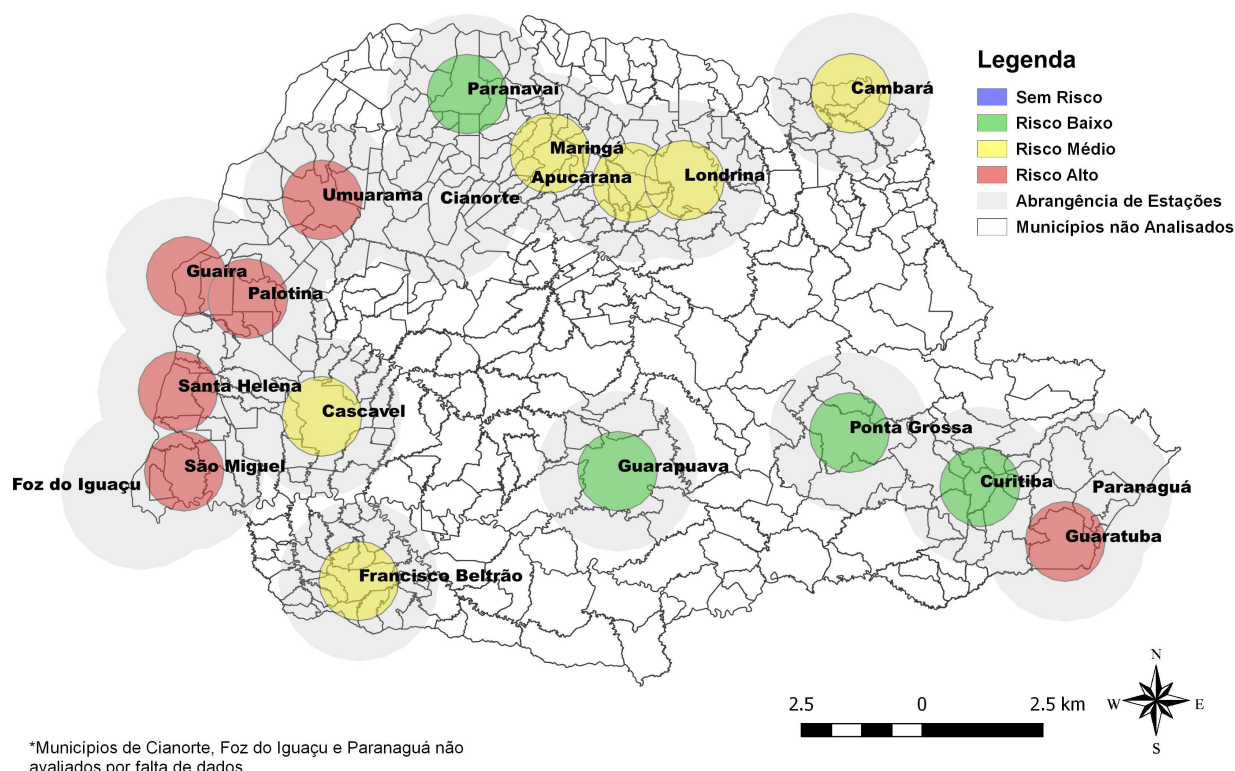 Paranavaí
Cambará
Maringá
Apucarana
Londrina
Umuarama
Cianorte
Guaíra
Palotina
Santa Helena
Cascavel
São Miguel
Foz do Iguaçu
Francisco Beltrão
Guarapuava
Ponta Grossa
Curitiba
Paranaguá
Guaratuba
Legenda
Sem Risco
Risco Baixo
Risco Médio
Risco Alto
Abrangência de Estações
Municípios não Analisados
2.5 0 2.5 km
N
W E
S
*Municípios de Cianorte, Foz do Iguaçu e Paranaguá não
avaliados por falta de dados